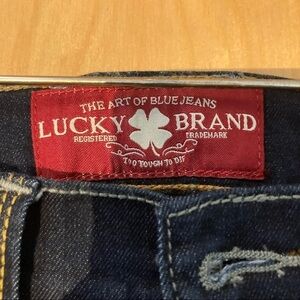 THE ART OF BLUE JEANS
LUCKY BRAND
REGISTERED TRADEMARK
TOO TOUGH TO DIE